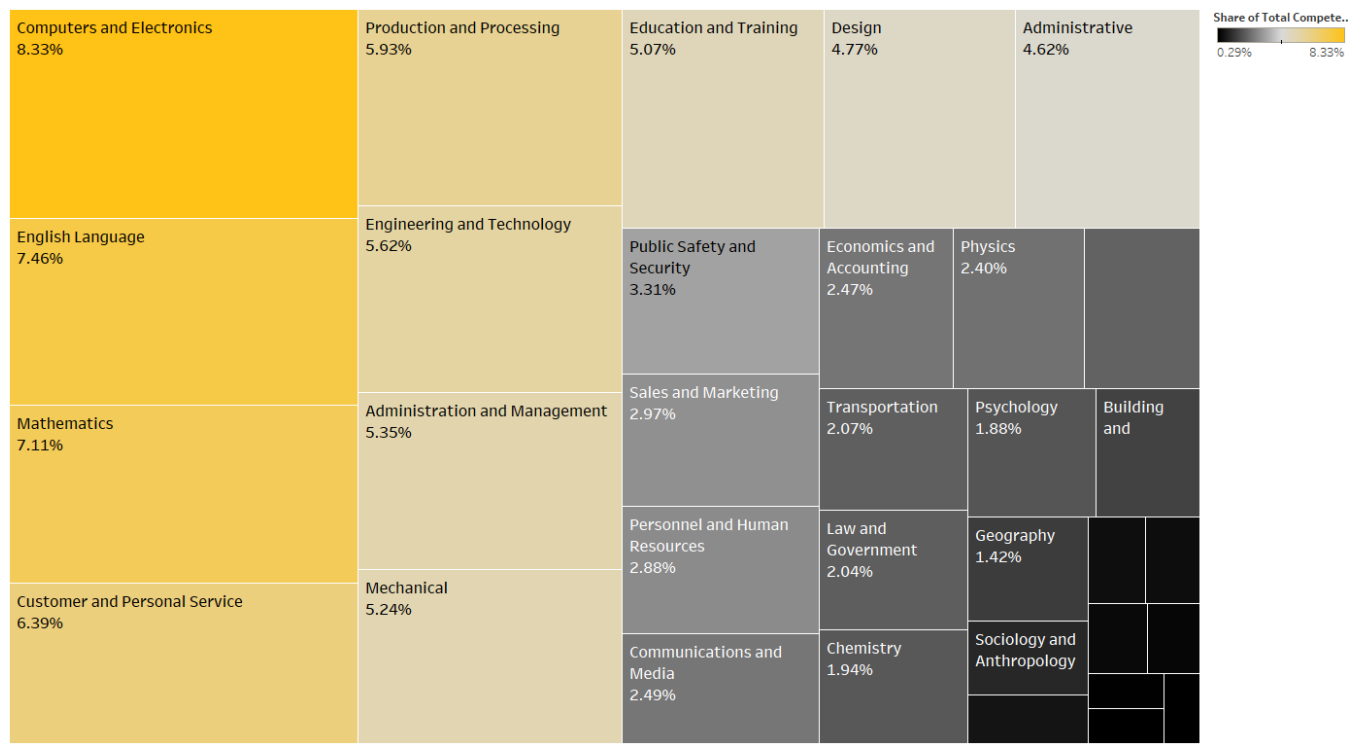 Computers and Electronics
8.33%
English Language
7.46%
Mathematics
7.11%
Customer and Personal Service
6.39%
Production and Processing
5.93%
Engineering and Technology
5.62%
Administration and Management
5.35%
Mechanical
5.24%
Education and Training
5.07%
Design
4.77%
Administrative
4.62%
Public Safety and
Security
3.31%
Sales and Marketing
2.97%
Personnel and Human
Resources
2.88%
Communications and
Media
2.49%
Economics and
Accounting
2.47%
Physics
2.40%
Transportation
2.07%
Law and
Government
2.04%
Chemistry
1.94%
Psychology
1.88%
Building
and
Geography
1.42%
Sociology and
Anthropology
Share of Total Compete..
0.29%
8.33%